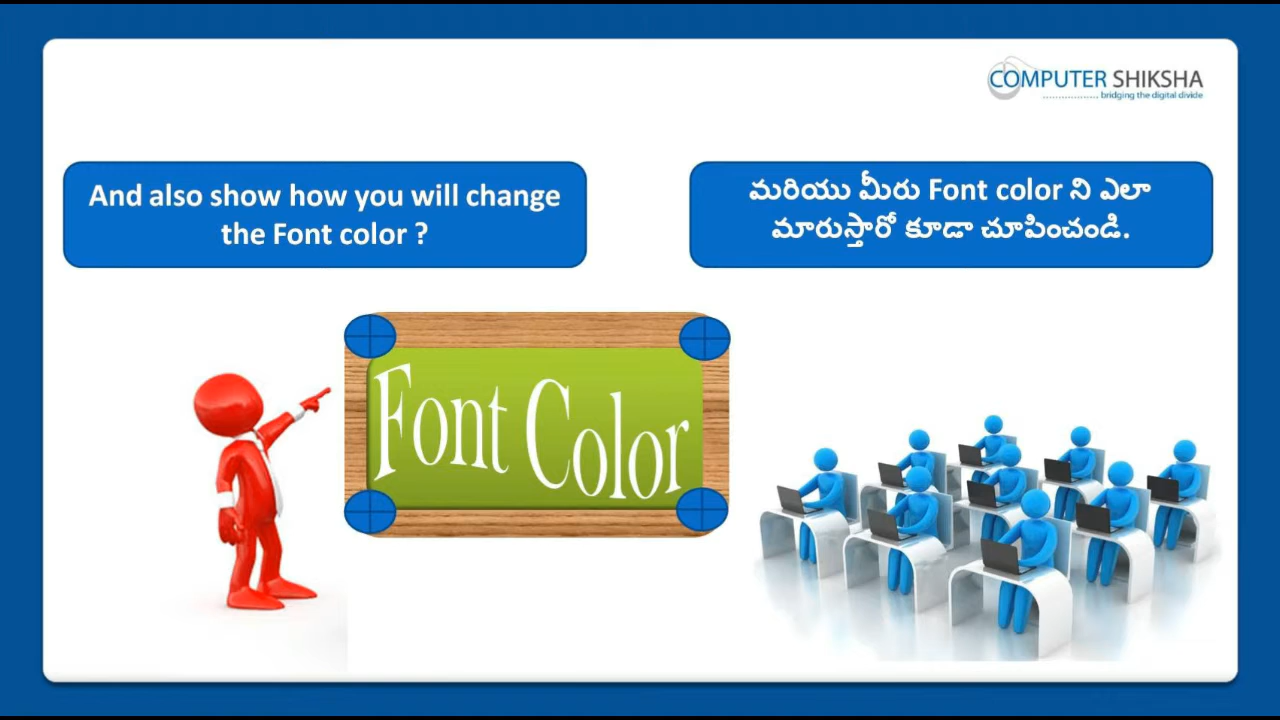 COMPUTER SHIKSHA
.................... bridging the digital divide
And also show how you will change
the Font color ?
మరియు మీరు Font color ని ఎలా
మారుస్తారో కూడా చూపించండి.
Font Color